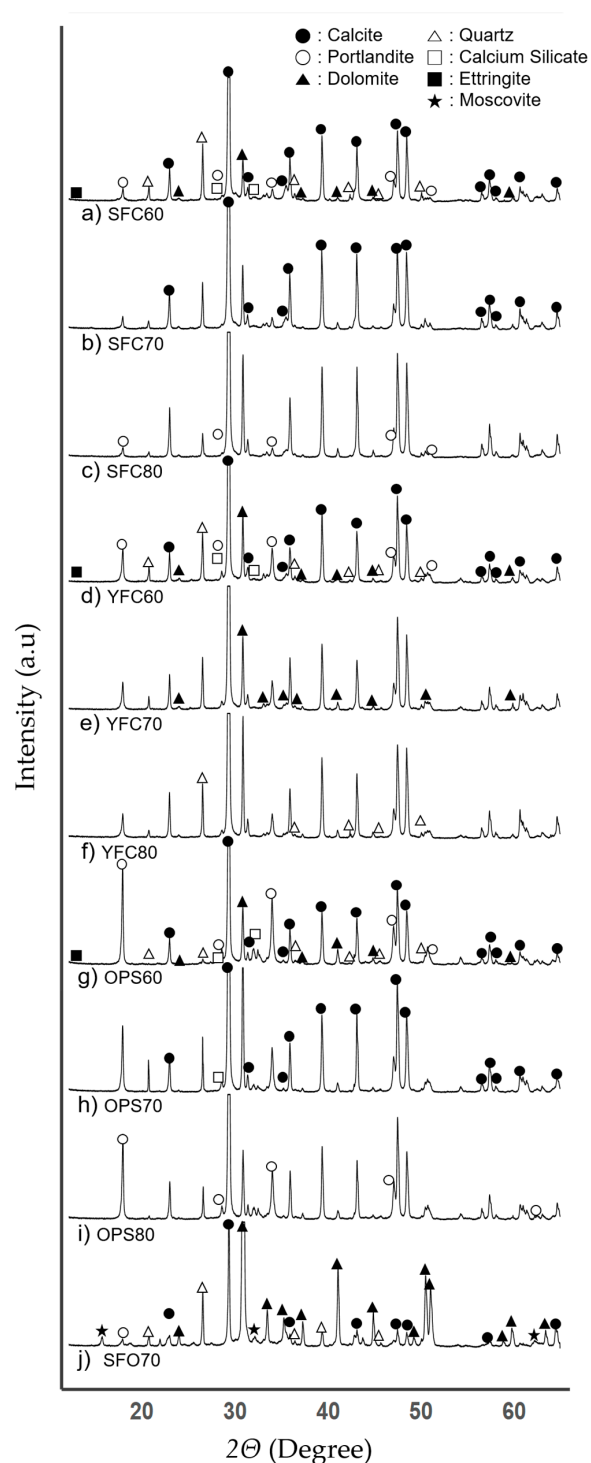 : Calcite
: Quartz
: Portlandite
: Calcium Silicate
: Dolomite
: Ettringite
: Moscovite
a) SFC60
b) SFC70
c) SFC80
d) YFC60
e) YFC70
f) YFC80
g) OPS60
h) OPS70
i) OPS80
j) SFO70
Intensity (a.u)
20 30 40 50 60
2Θ (Degree)